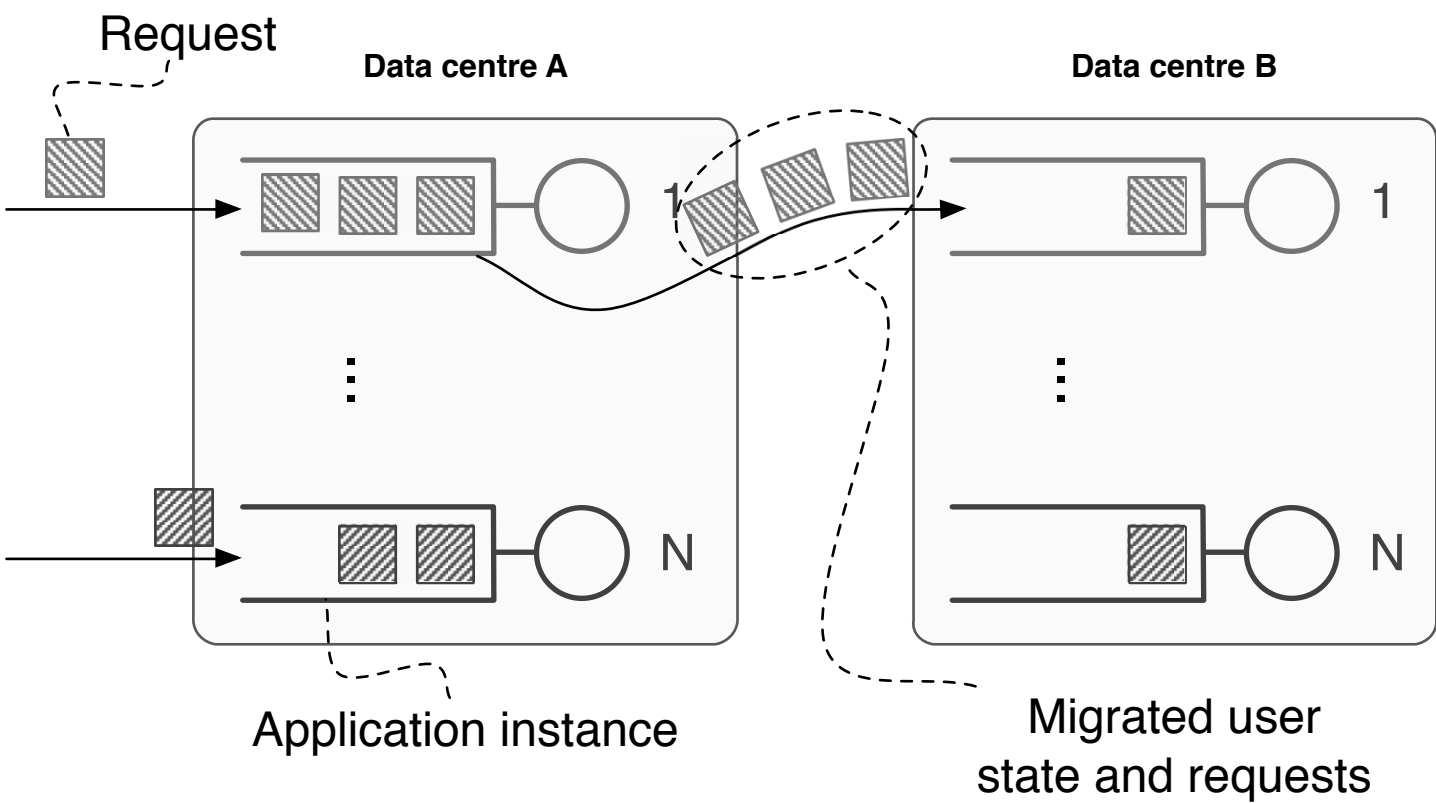 Request
Data centre A
Data centre B
1
1
N
N
Application instance
Migrated user
state and requests